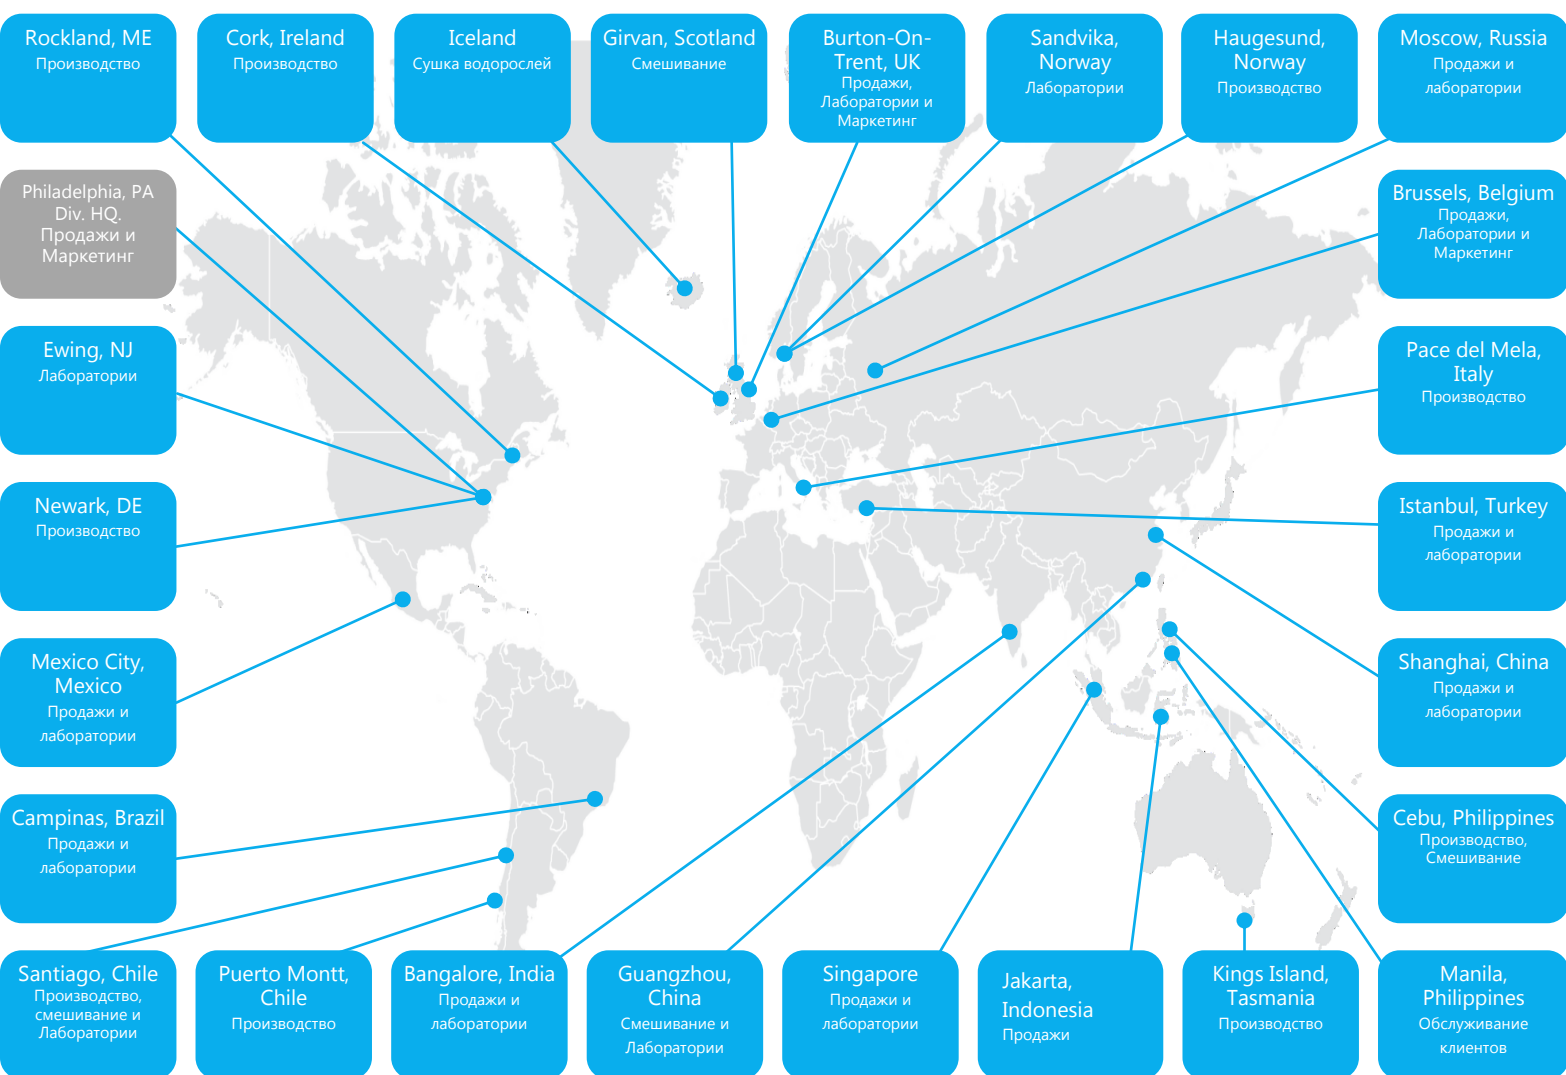 Rockland, ME
Производство
Cork, Ireland
Производство
Iceland
Сушка водорослей
Girvan, Scotland
Смешивание
Burton-On-
Trent, UK
Продажи,
Лаборатории и
Маркетинг
Sandvika,
Norway
Лаборатории
Haugesund,
Norway
Производство
Moscow, Russia
Продажи и
лаборатории
Philadelphia, PA
Div. HQ.
Продажи и
Маркетинг
Brussels, Belgium
Продажи,
Лаборатории и
Маркетинг
Ewing, NJ
Лаборатории
Pace del Mela,
Italy
Производство
Newark, DE
Производство
Istanbul, Turkey
Продажи и
лаборатории
Mexico City,
Mexico
Продажи и
лаборатории
Shanghai, China
Продажи и
лаборатории
Campinas, Brazil
Продажи и
лаборатории
Cebu, Philippines
Производство,
Смешивание
Santiago, Chile
Производство,
смешивание и
Лаборатории
Puerto Montt,
Chile
Производство
Bangalore, India
Продажи и
лаборатории
Guangzhou,
China
Смешивание и
Лаборатории
Singapore
Продажи и
лаборатории
Jakarta,
Indonesia
Продажи
Kings Island,
Tasmania
Производство
Manila,
Philippines
Обслуживание
клиентов